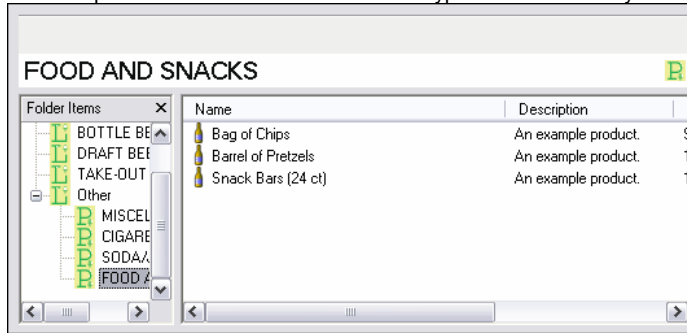 FOOD AND SNACKS
Folder Items
BOTTLE BE
DRAFT BEE
TAKE-OUT
Other
MISCEL
CIGARE
SODA/
FOOD
Name Description
Bag of Chips An example product.
Barrel of Pretzels An example product.
Snack Bars (24 ct) An example product.